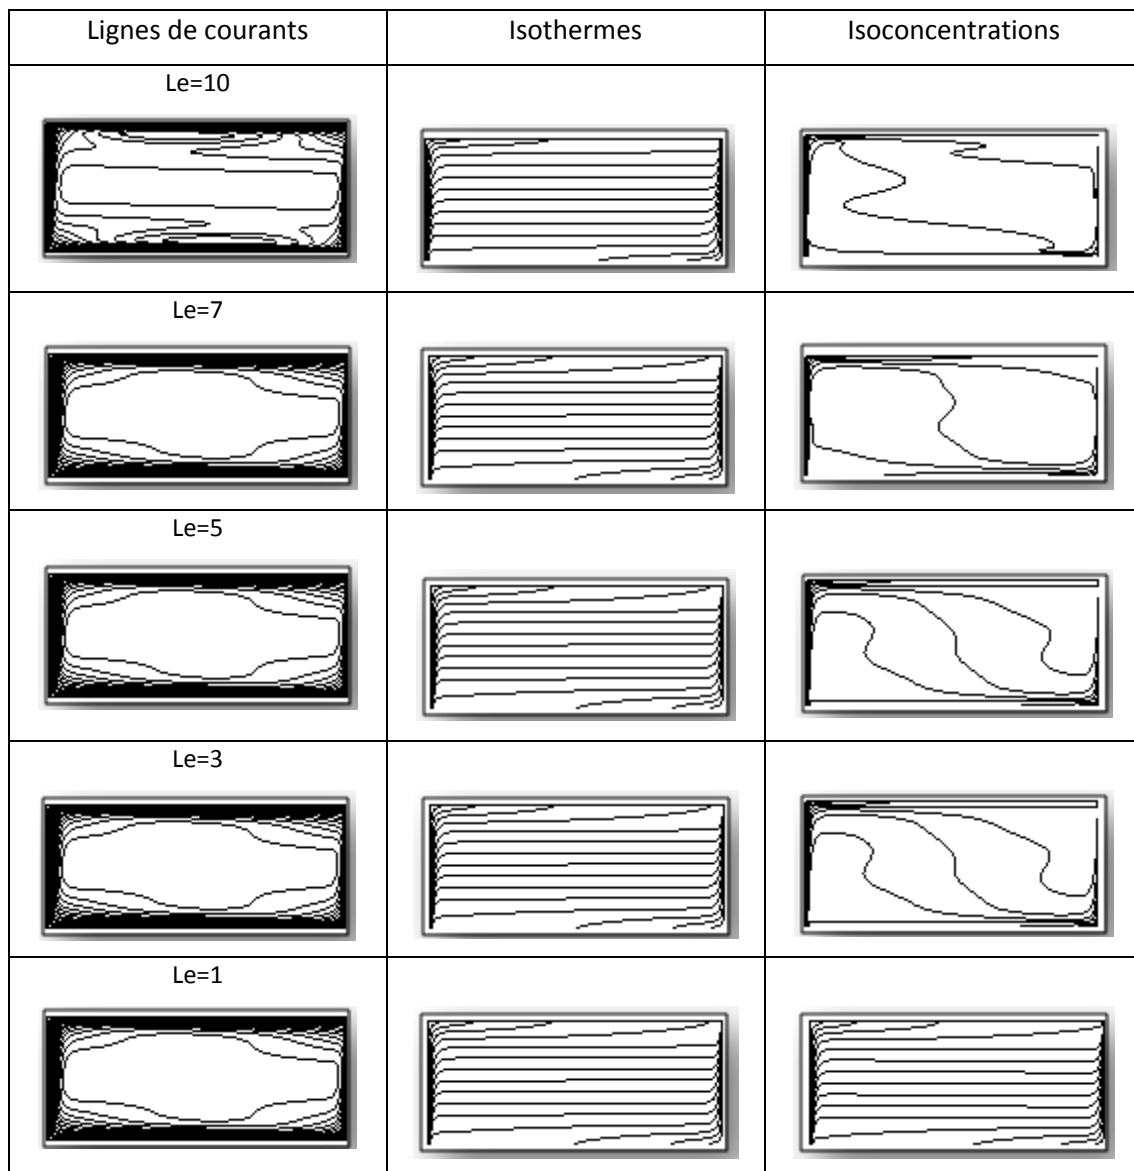 Lignes de courants
Isothermes
Isoconcentrations
Le=10
Le=7
Le=5
Le=3
Le=1